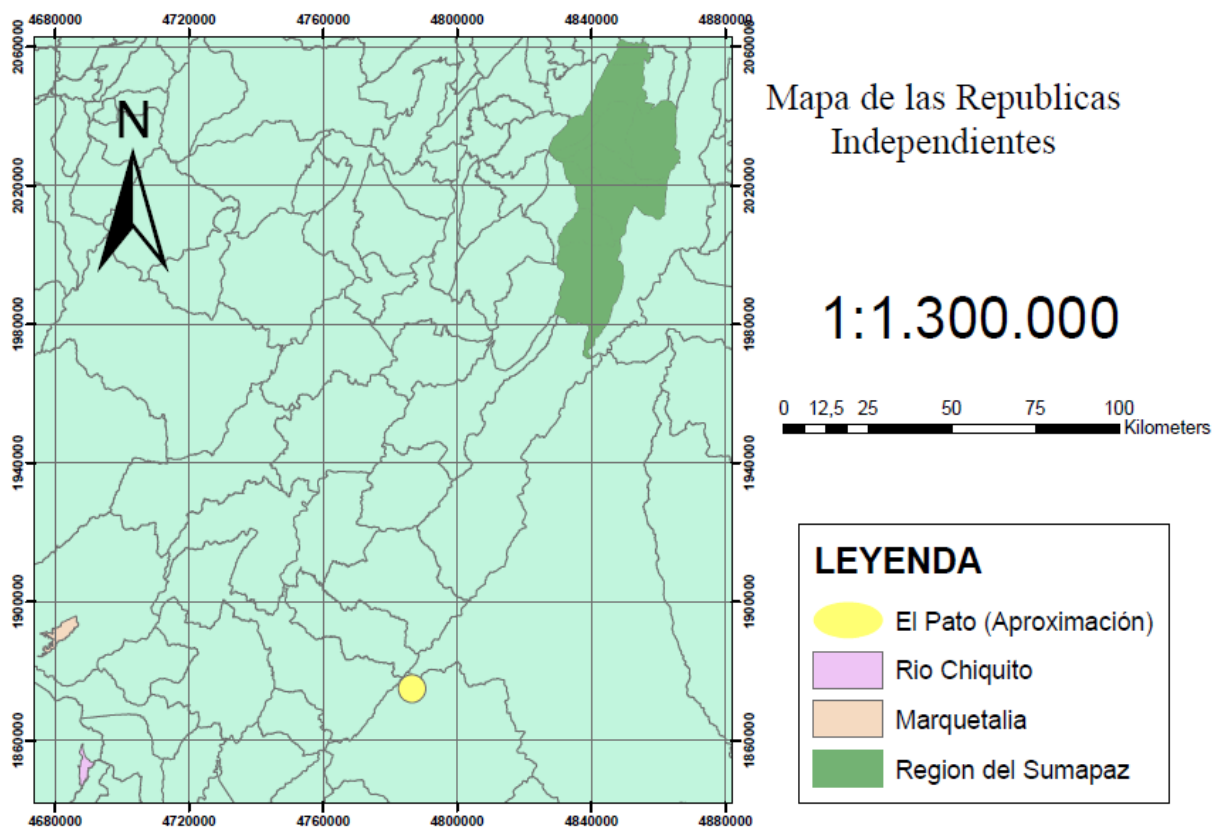 4680000 4720000 4760000 4800000 4840000 4880000
2060000 2060000
Mapa de las Republicas
Independientes
N
2020000 2020000
1:1.300.000
1980000 1980000
0 12,5 25 50 75 100
Kilometers
1940000 1940000
LEYENDA
1900000 1900000
El Pato (Aproximación)
Rio Chiquito
Marquetalia
1860000 1860000
Region del Sumapaz
4680000 4720000 4760000 4800000 4840000 4880000